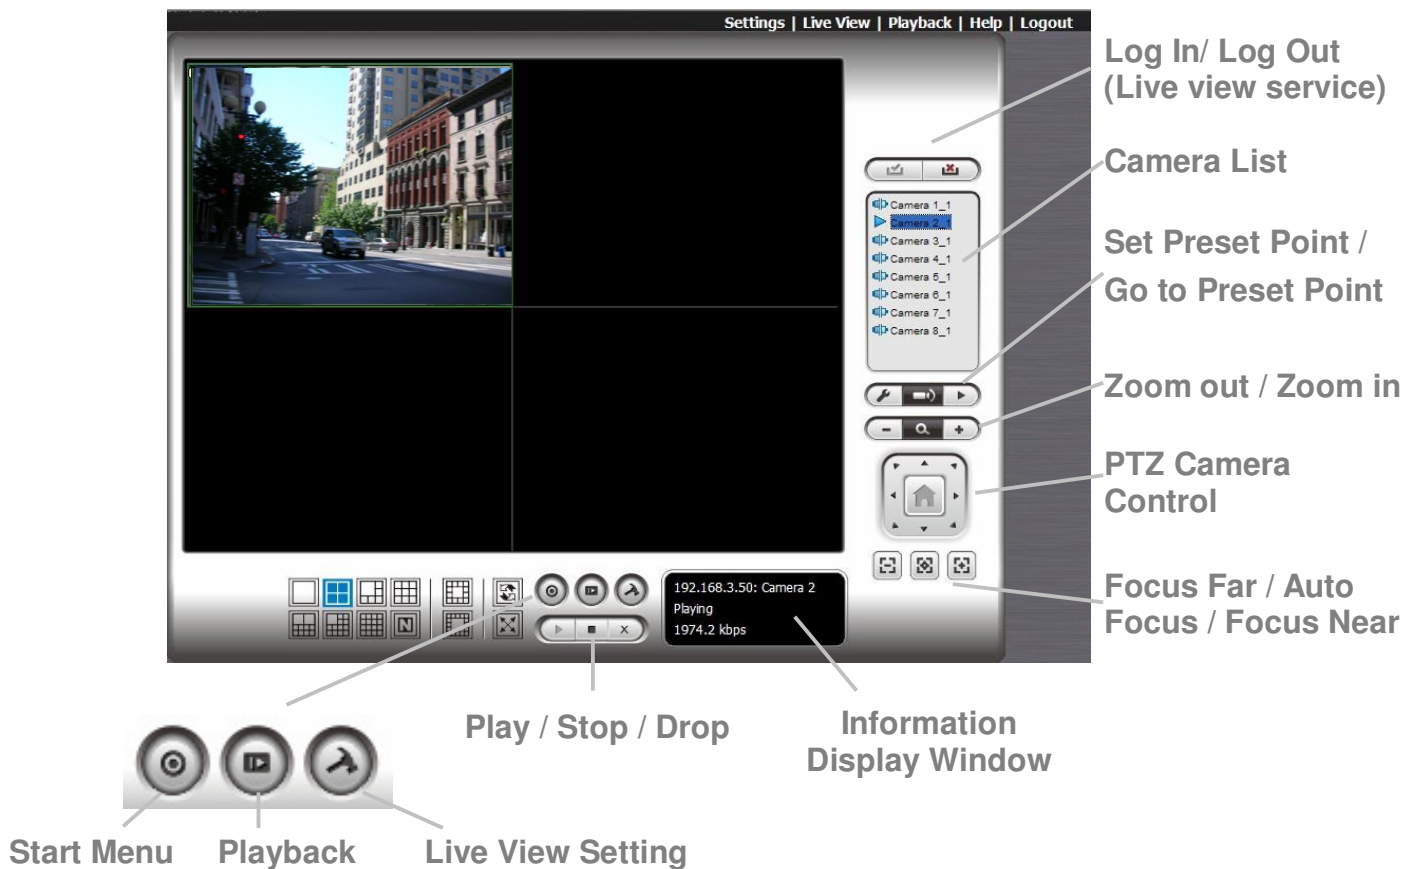 Settings | Live View | Playback | Help | Logout
Log In/ Log Out
(Live view service)
Camera List
Camera 1_1
Camera 2_1
Camera 3_1
Camera 4_1
Camera 5_1
Camera 6_1
Camera 7_1
Camera 8_1
Set Preset Point /
Go to Preset Point
Zoom out / Zoom in
PTZ Camera
Control
Focus Far / Auto
Focus / Focus Near
N
X
192.168.3.50: Camera 2
Playing
1974.2 kbps
Play / Stop / Drop
Information
Display Window
Start Menu
Playback
Live View Setting